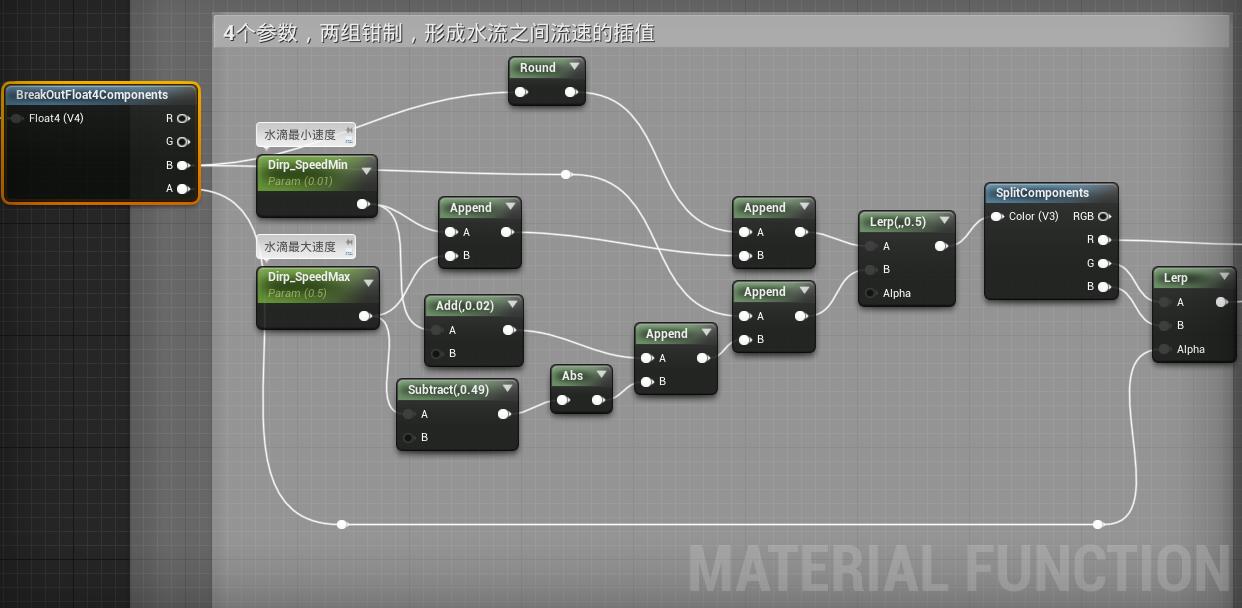 4个参数，两组钳制，形成水流之间流速的插值
Round
BreakOutFloat4Components
Float4 (V4)
R
G
B
A
水滴最小速度
Dirp_SpeedMin
Param (0.01)
水滴最大速度
Dirp_SpeedMax
Param (0.5)
Append
A
B
Add(,0.02)
A
B
Subtract(,0.49)
A
B
Abs
Append
A
B
Append
A
B
Append
A
B
Lerp(,,0.5)
A
B
Alpha
SplitComponents
Color (V3)
RGB
R
G
B
Lerp
A
B
Alpha
MATERIAL FUNCTION